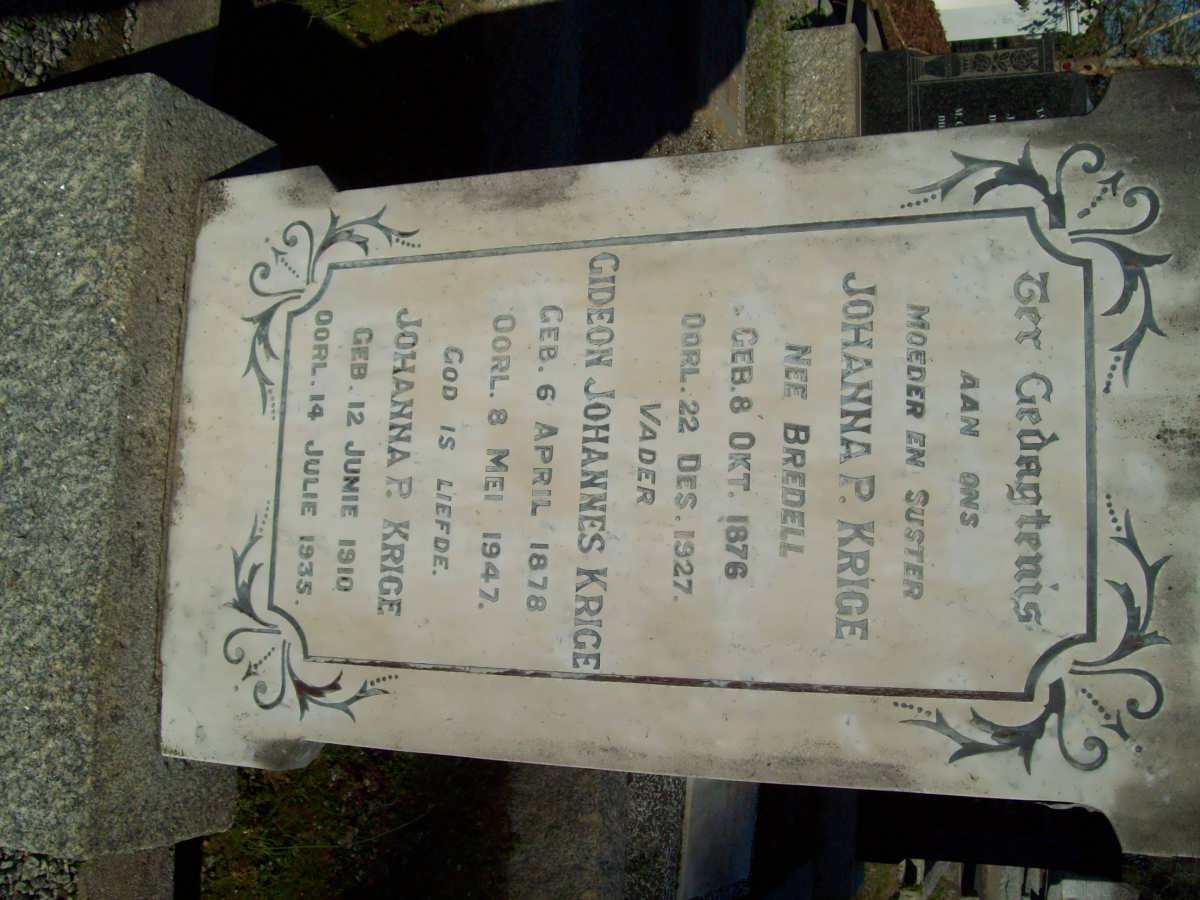 Ter Gedagtenis
AAN ONS
MOEDER EN SUSTER
JOHANNA P. KRIGE
NEE BREDELL
GEB. 8 OKT. 1876
OORL. 22 DES. 1927.
VADER
GIDEON JOHANNES KRIGE
GEB. 6 APRIL 1878
OORL. 8 MEI 1947.
GOD IS LIEFDE.
JOHANNA P. KRIGE
GEB. 12 JUNIE 1910
OORL. 14 JULIE 1935.